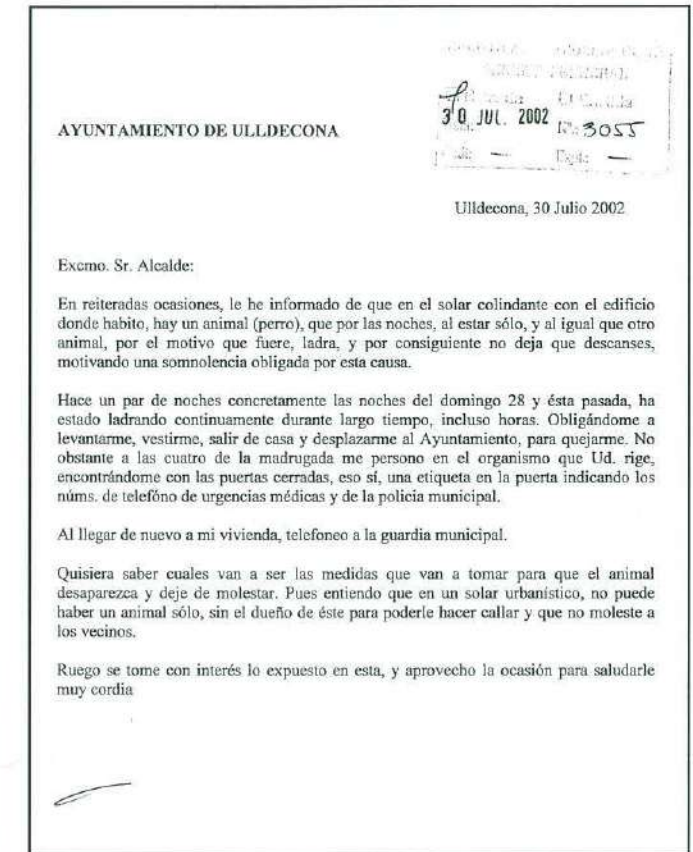 30 JUL. 2002
Nº: 3055
AYUNTAMIENTO DE ULLDECONA
Ulldecona, 30 Julio 2002
Excmo. Sr. Alcalde:
En reiteradas ocasiones, le he informado de que en el solar colindante con el edificio
donde habito, hay un animal (perro), que por las noches, al estar sólo, y al igual que otro
animal, por el motivo que fuere, ladra, y por consiguiente no deja que descanses,
motivando una somnolencia obligada por esta causa.
Hace un par de noches concretamente las noches del domingo 28 y ésta pasada, ha
estado ladrando continuamente durante largo tiempo, incluso horas. Obligándome a
levantarme, vestirme, salir de casa y desplazarme al Ayuntamiento, para quejarme. No
obstante a las cuatro de la madrugada me persono en el organismo que Ud. rige,
encontrándome con las puertas cerradas, eso sí, una etiqueta en la puerta indicando los
núms. de telefóno de urgencias médicas y de la policía municipal.
Al llegar de nuevo a mi vivienda, telefoneo a la guardia municipal.
Quisiera saber cuales van a ser las medidas que van a tomar para que el animal
desaparezca y deje de molestar. Pues entiendo que en un solar urbanístico, no puede
haber un animal sólo, sin el dueño de éste para poderle hacer callar y que no moleste a
los vecinos.
Ruego se tome con interés lo expuesto en esta, y aprovecho la ocasión para saludarle
muy cordia